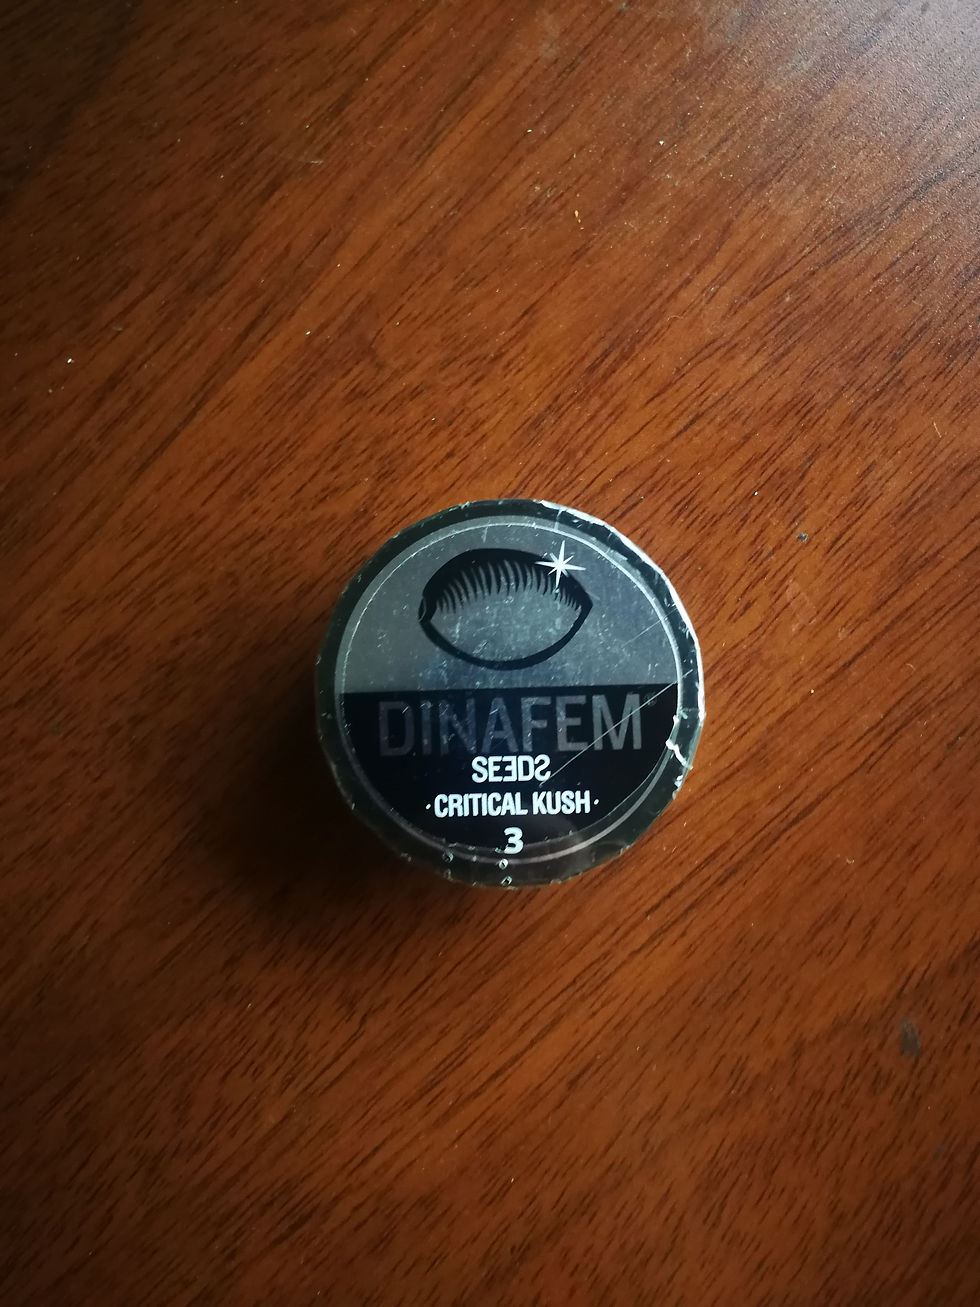 DINAFEM®
SEEDS
·CRITICAL KUSH·
3